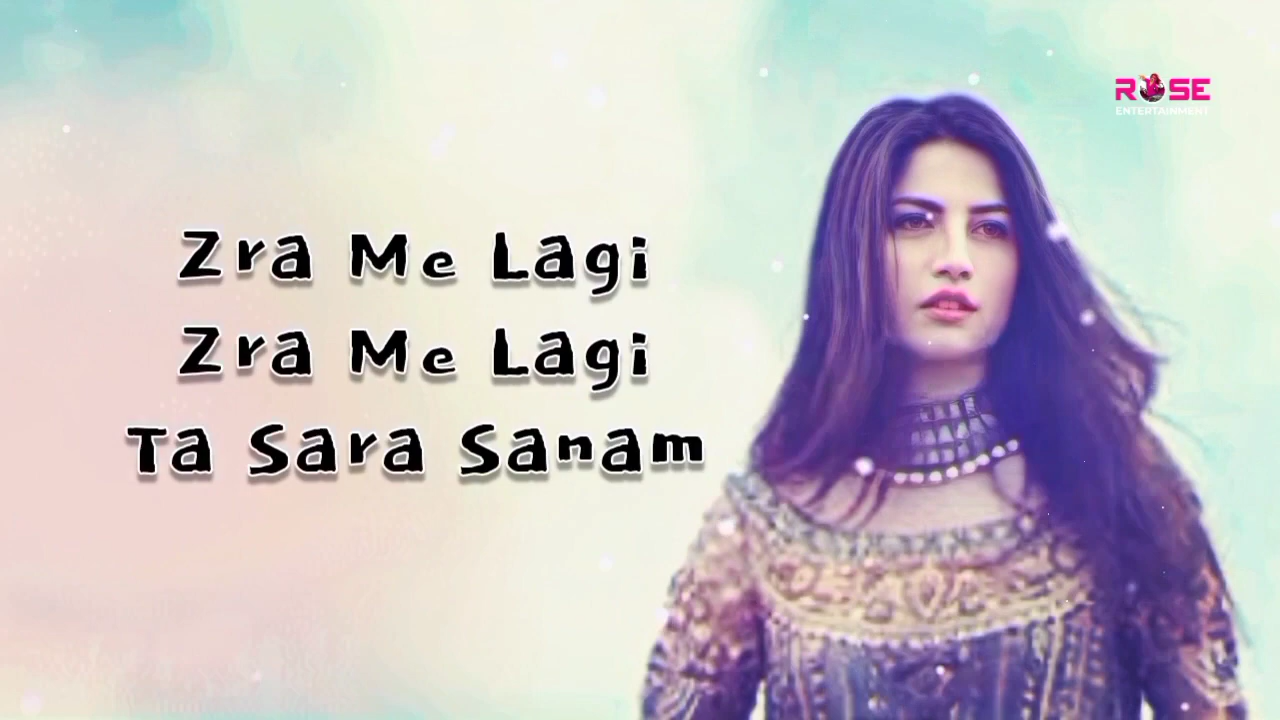 Zra Me Lagi
Zra Me Lagi
Ta Sara Sanam
ROSE
ENTERTAINMENT